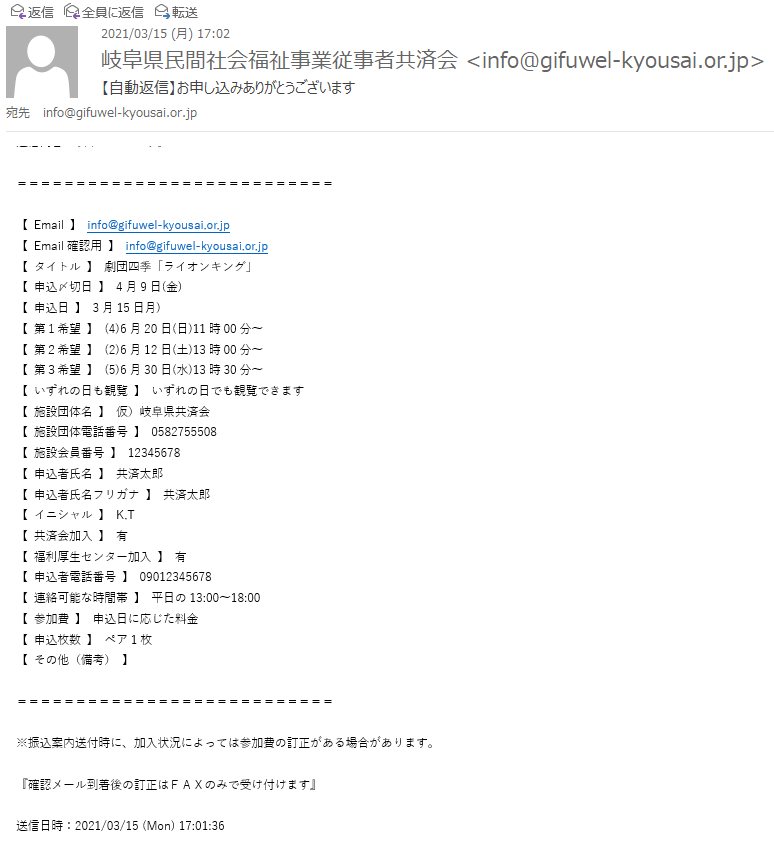 返信 全員に返信 転送
2021/03/15 (月) 17:02
岐阜県民間社会福祉事業従事者共済会 <info@gifuwel-kyousai.or.jp>
【自動返信】お申し込みありがとうございます
宛先 info@gifuwel-kyousai.or.jp
＝＝＝＝＝＝＝＝＝＝＝＝＝＝＝＝＝＝＝＝＝＝＝＝＝＝＝
【 Email 】 info@gifuwel-kyousai.or.jp
【 Email 確認用 】 info@gifuwel-kyousai.or.jp
【 タイトル 】 劇団四季「ライオンキング」
【 申込〆切日 】 4 月 9 日(金)
【 申込日 】 3 月 15 日月)
【 第 1 希望 】 (4)6 月 20 日(日)11 時 00 分～
【 第 2 希望 】 (2)6 月 12 日(土)13 時 00 分～
【 第 3 希望 】 (5)6 月 30 日(水)13 時 30 分～
【 いずれの日も観覧 】 いずれの日でも観覧できます
【 施設団体名 】 仮）岐阜県共済会
【 施設団体電話番号 】 0582755508
【 施設会員番号 】 12345678
【 申込者氏名 】 共済太郎
【 申込者氏名フリガナ 】 共済太郎
【 イニシャル 】 K.T
【 共済会加入 】 有
【 福利厚生センター加入 】 有
【 申込者電話番号 】 09012345678
【 連絡可能な時間帯 】 平日の 13:00～18:00
【 参加費 】 申込日に応じた料金
【 申込枚数 】 ペア 1 枚
【 その他（備考） 】
＝＝＝＝＝＝＝＝＝＝＝＝＝＝＝＝＝＝＝＝＝＝＝＝＝＝＝
※振込案内送付時に、加入状況によっては参加費の訂正がある場合があります。
『確認メール到着後の訂正はＦＡＸのみで受け付けます』
送信日時：2021/03/15 (Mon) 17:01:36